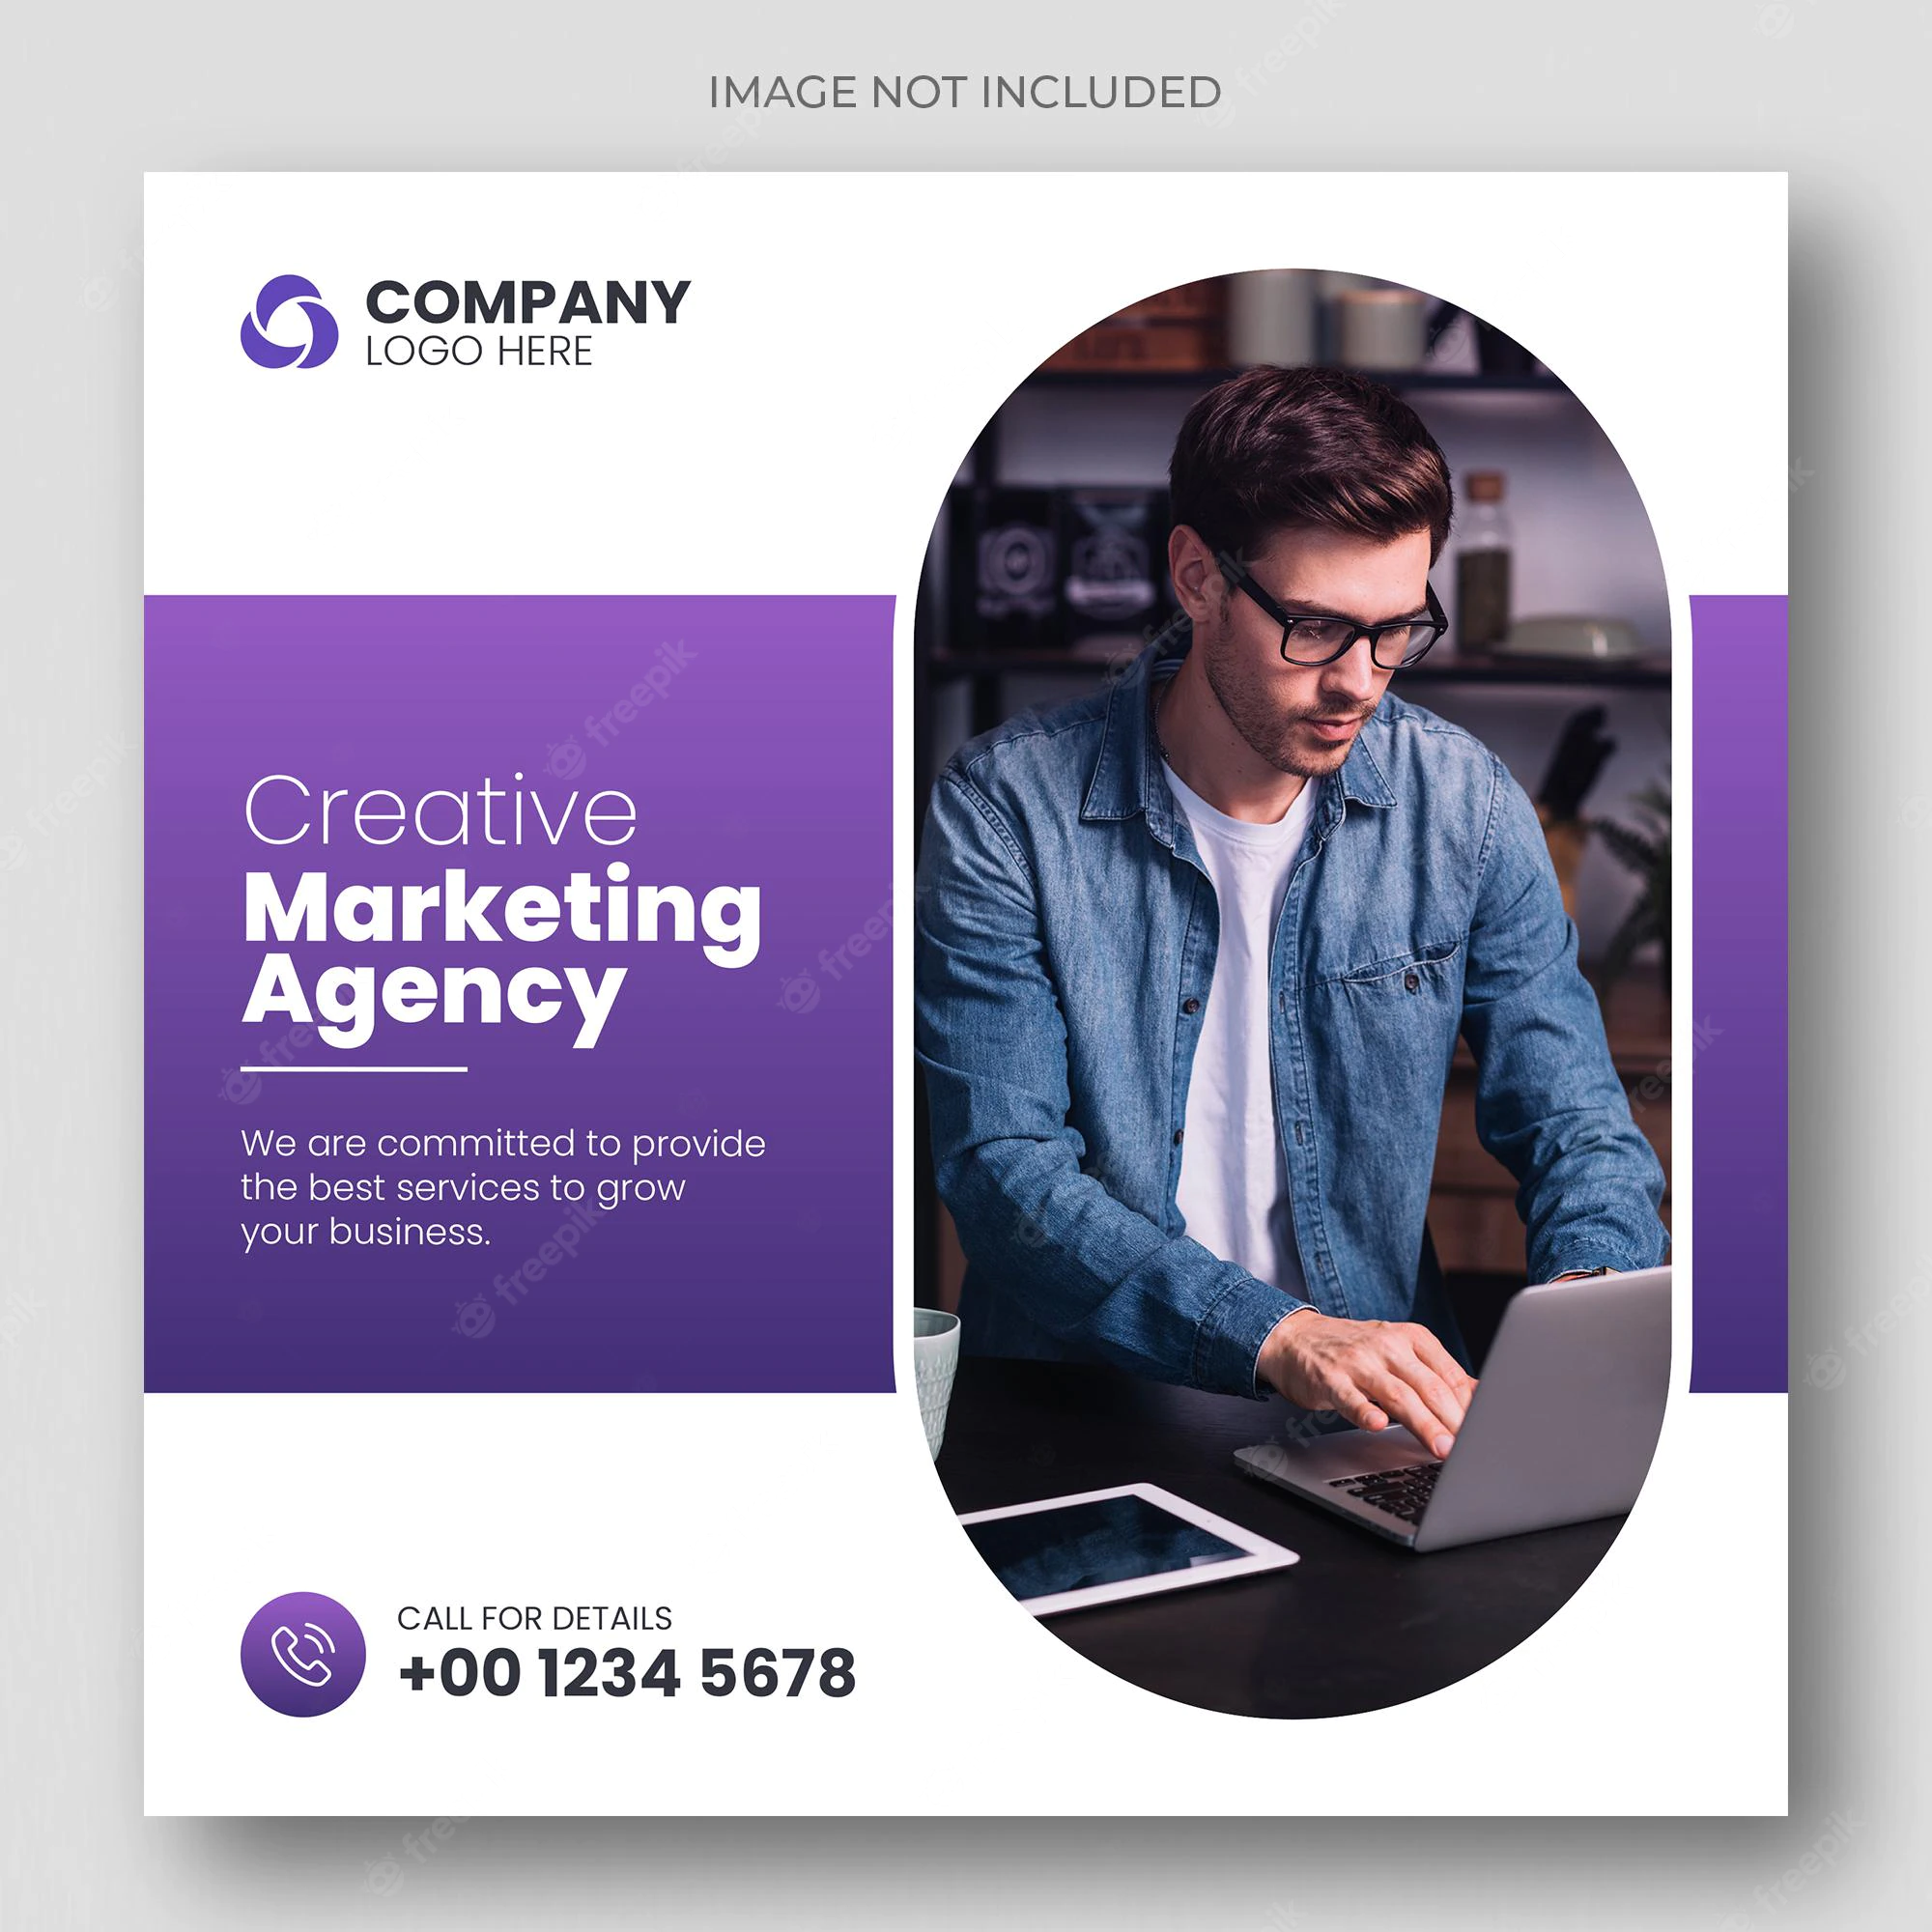 IMAGE NOT INCLUDED
COMPANY
LOGO HERE
Creative
Marketing
Agency
We are committed to provide
the best services to grow
your business.
CALL FOR DETAILS
+00 1234 5678
freepik